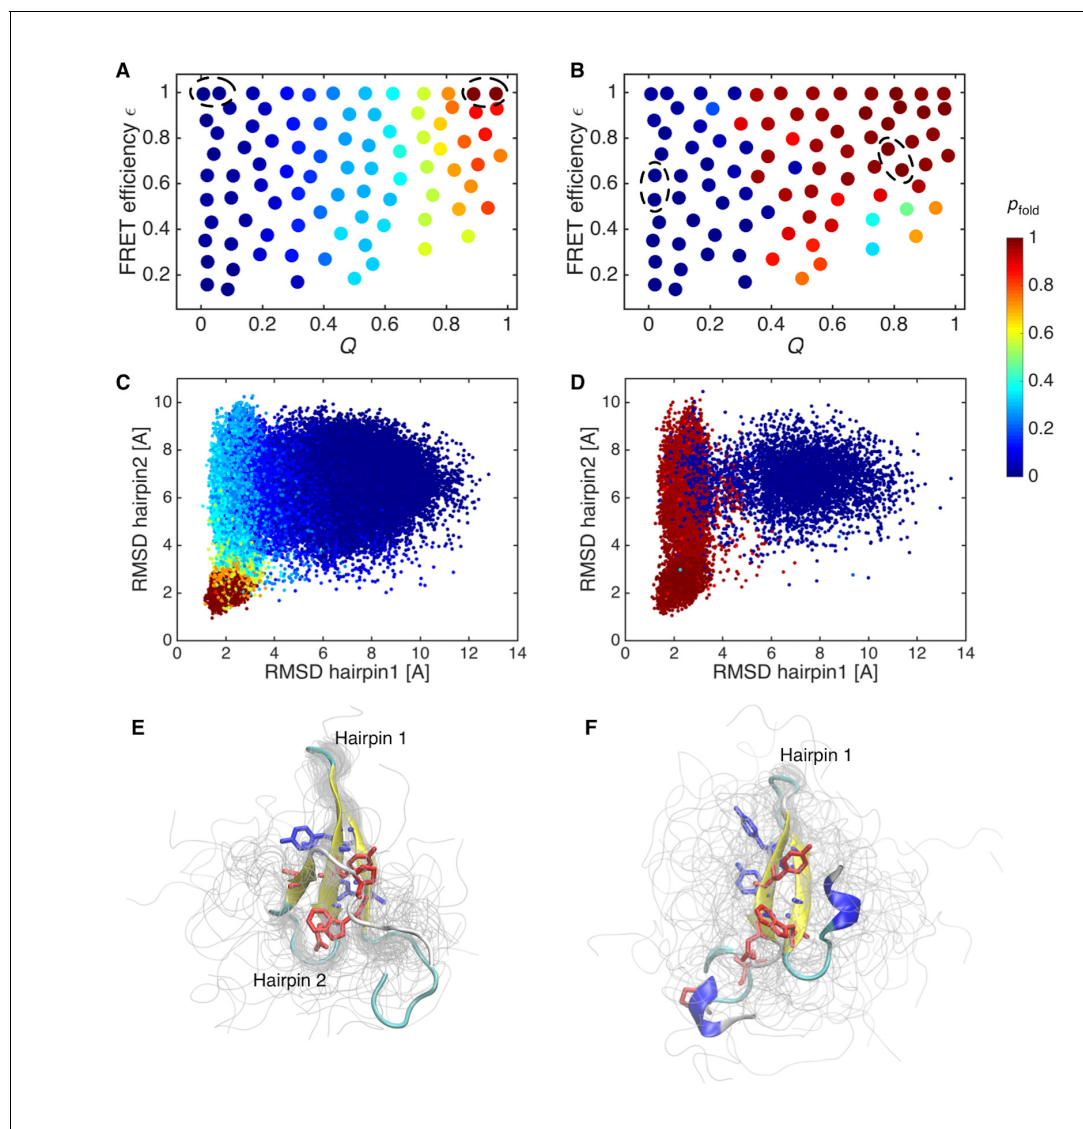 A
B
FRET efficiency ϵ
1
0.8
0.6
0.4
0.2
0 0.2 0.4 0.6 0.8 1
Q
FRET efficiency ϵ
1
0.8
0.6
0.4
0.2
0 0.2 0.4 0.6 0.8 1
Q
pfold
1
0.8
0.6
0.4
0.2
0
C
RMSD hairpin2 [A]
10
8
6
4
2
0
0 2 4 6 8 10 12 14
RMSD hairpin1 [A]
D
RMSD hairpin2 [A]
10
8
6
4
2
0
0 2 4 6 8 10 12 14
RMSD hairpin1 [A]
E
Hairpin 1
Hairpin 2
F
Hairpin 1